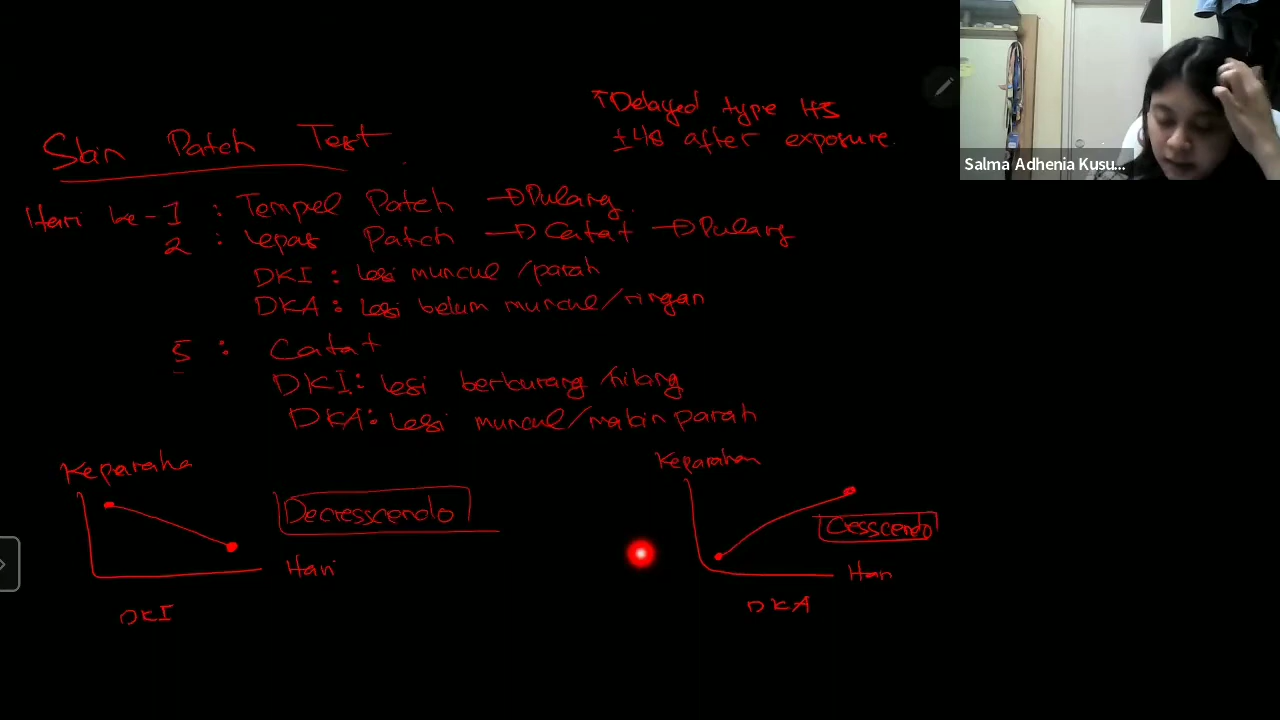 ↑Delayed type HS
±48 after exposure.
Skin Patch Test
Hari ke-1 : Tempel Patch → Pulang.
2 : Lepas Patch → Catat → Pulang
DKI : Lesi muncul/parah
DKA : Lesi belum muncul/ringan
5 : Catat
DKI : Lesi berkurang/hilang
DKA : Lesi muncul/makin parah
Keparaha
Decresscendo
Hari
DKI
Keparahan
Cresscendo
Hari
DKA
Salma Adhenia Kusu...